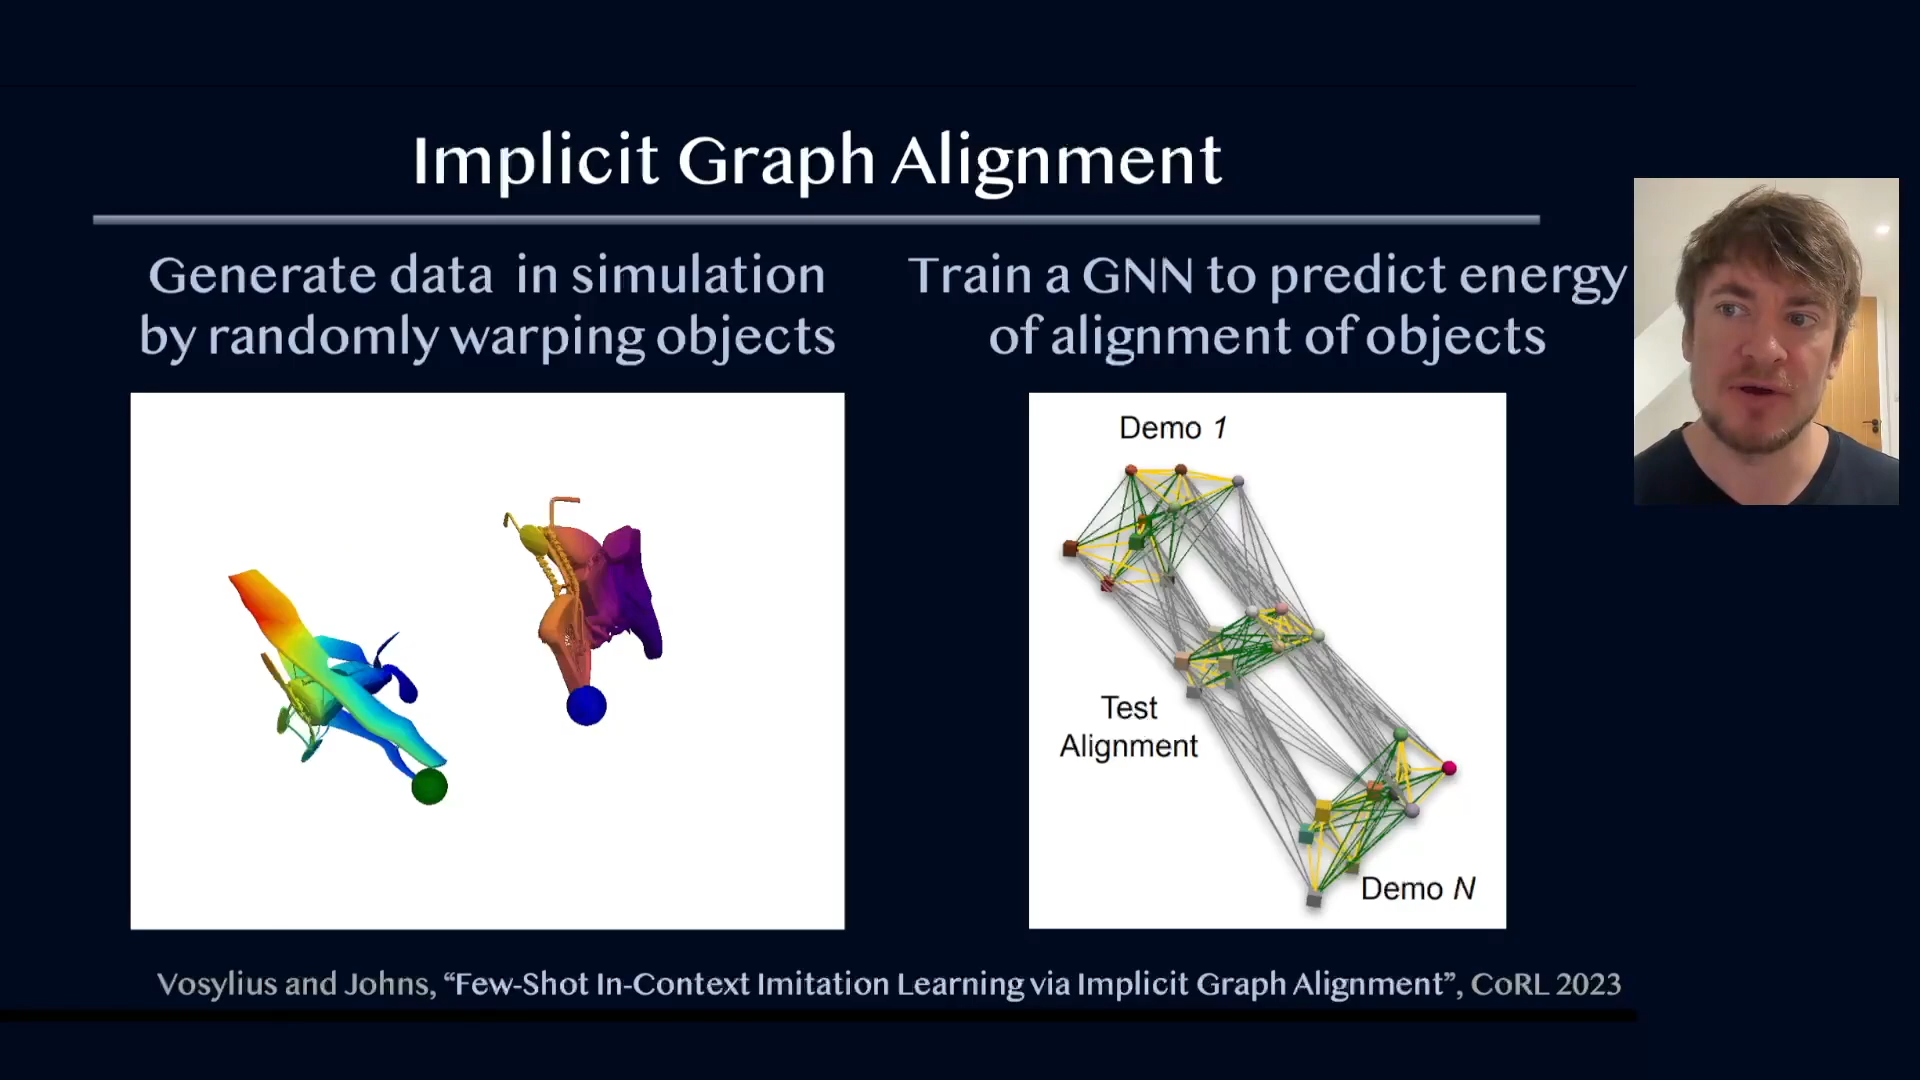 Implicit Graph Alignment
Generate data in simulation
by randomly warping objects
Train a GNN to predict energy
of alignment of objects
Demo 1
Test
Alignment
Demo N
Vosylius and Johns, “Few-Shot In-Context Imitation Learning via Implicit Graph Alignment”, CoRL 2023